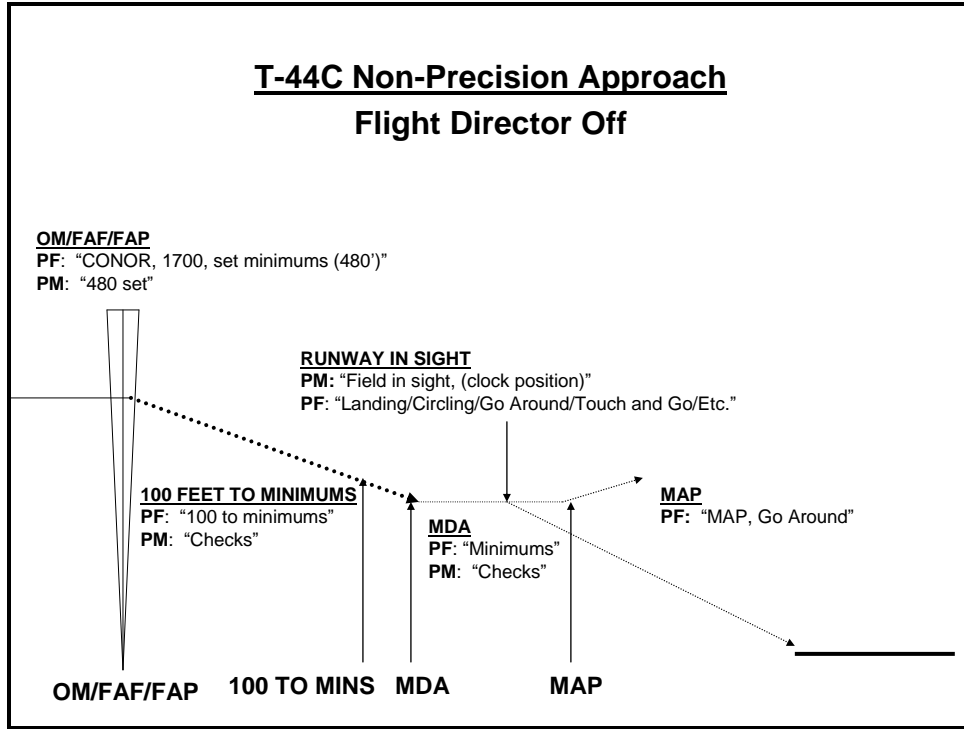 T-44C Non-Precision Approach
Flight Director Off
OM/FAF/FAP
PF: “CONOR, 1700, set minimums (480’)”
PM: “480 set”
RUNWAY IN SIGHT
PM: “Field in sight, (clock position)”
PF: “Landing/Circling/Go Around/Touch and Go/Etc.”
100 FEET TO MINIMUMS
PF: “100 to minimums”
PM: “Checks”
MDA
PF: “Minimums”
PM: “Checks”
MAP
PF: “MAP, Go Around”
OM/FAF/FAP
100 TO MINS
MDA
MAP